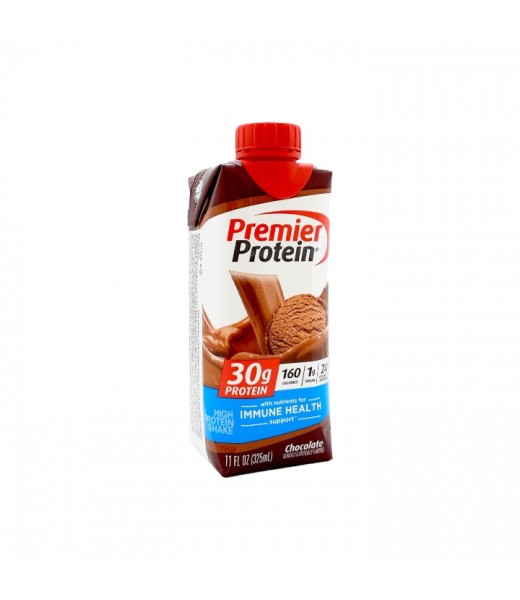 Premier
Protein®
30g
PROTEIN
160
CALORIES
1g
SUGAR
24
with nutrients for
IMMUNE HEALTH
support
HIGH
PROTEIN
SHAKE
Chocolate
11 FL OZ (325mL)